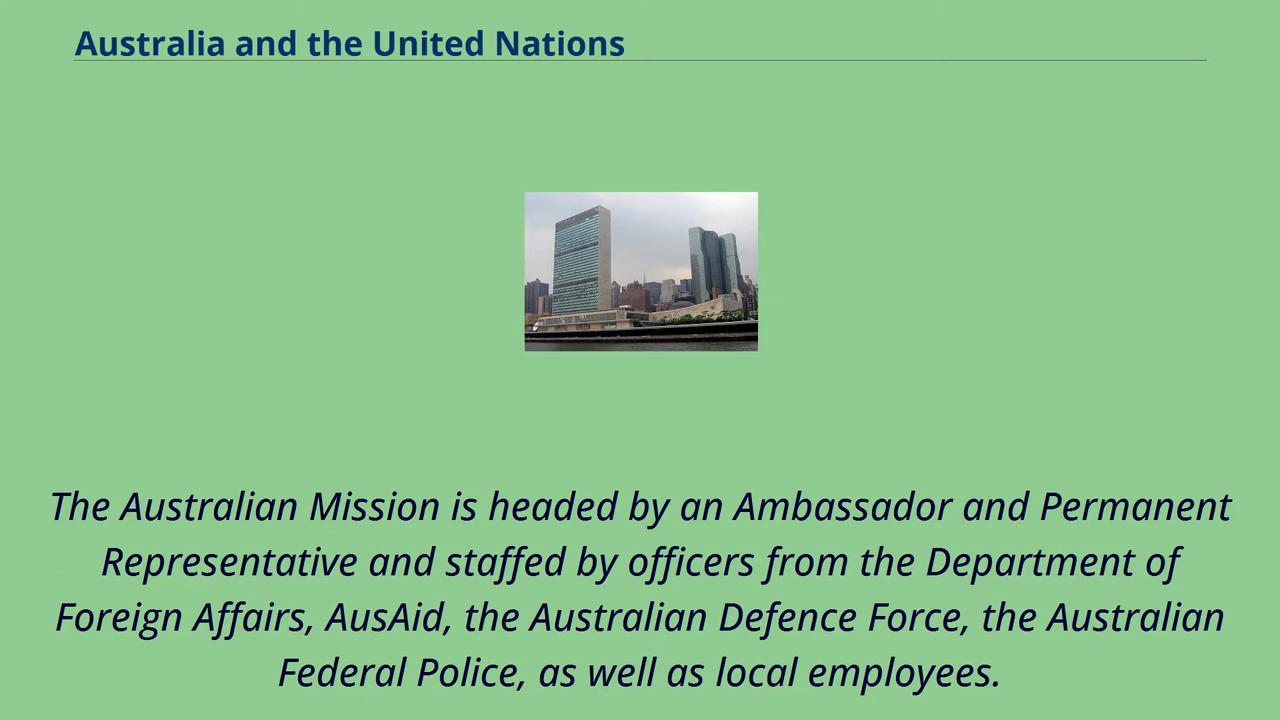 Australia and the United Nations
The Australian Mission is headed by an Ambassador and Permanent
Representative and staffed by officers from the Department of
Foreign Affairs, AusAid, the Australian Defence Force, the Australian
Federal Police, as well as local employees.